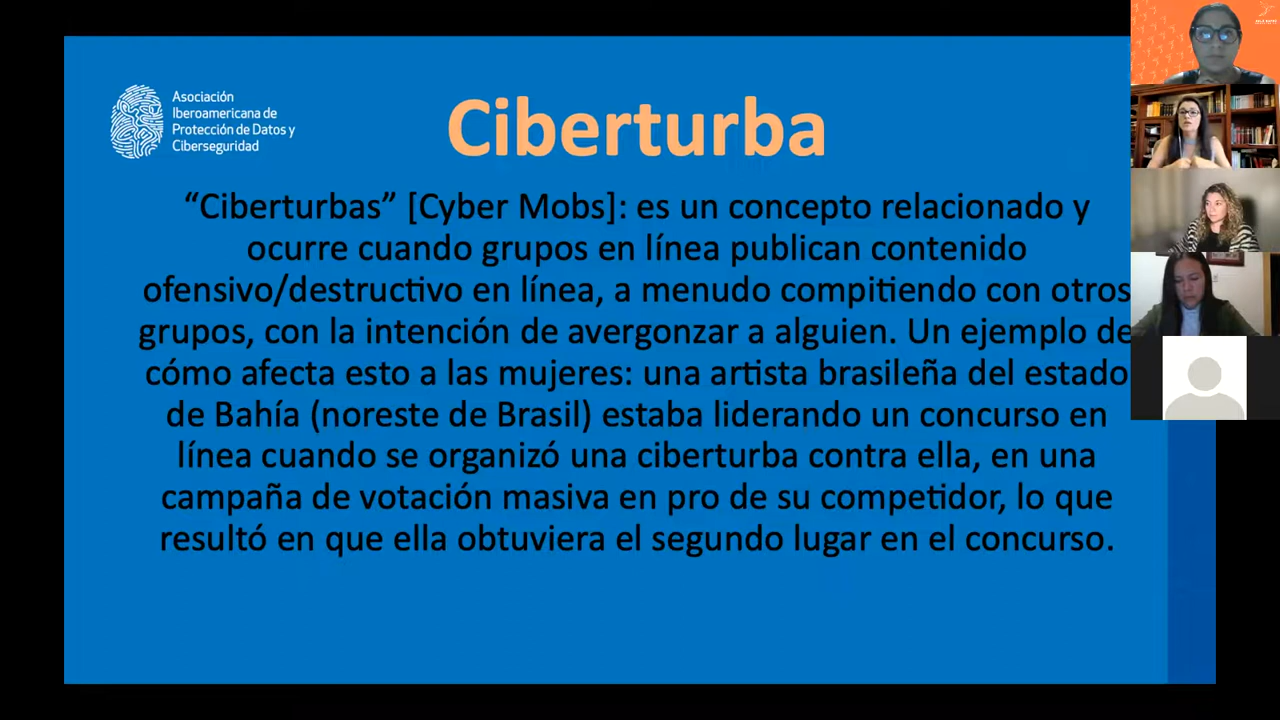 Asociación
Iberoamericana de
Protección de Datos y
Ciberseguridad
Ciberturba
“Ciberturbas” [Cyber Mobs]: es un concepto relacionado y
ocurre cuando grupos en línea publican contenido
ofensivo/destructivo en línea, a menudo compitiendo con otros
grupos, con la intención de avergonzar a alguien. Un ejemplo de
cómo afecta esto a las mujeres: una artista brasileña del estado
de Bahía (noreste de Brasil) estaba liderando un concurso en
línea cuando se organizó una ciberturba contra ella, en una
campaña de votación masiva en pro de su competidor, lo que
resultó en que ella obtuviera el segundo lugar en el concurso.